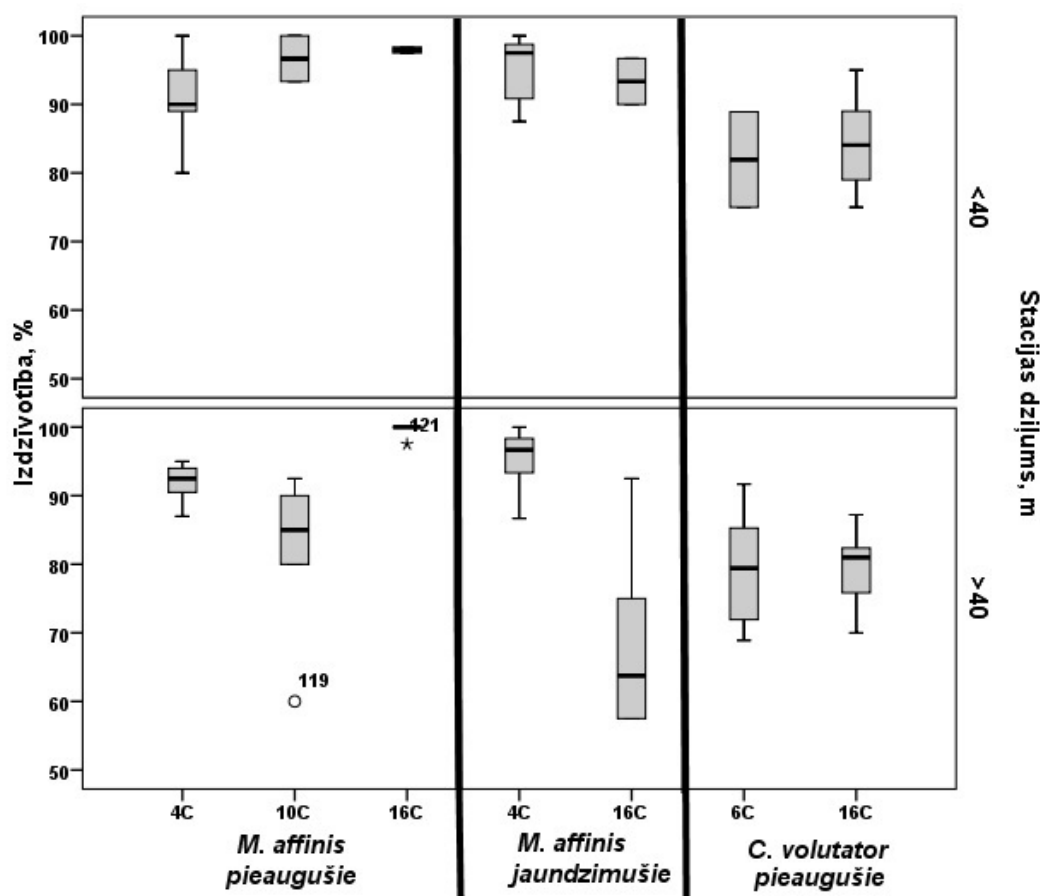 100
90
80
70
60
50
<40
100
90
80
70
60
50
121
119
>40
Izdzīvotība, %
Stacijas dziļums, m
4C 10C 16C 4C 16C 6C 16C
M. affinis
pieaugušie
M. affinis
jaundzimušie
C. volutator
pieaugušie